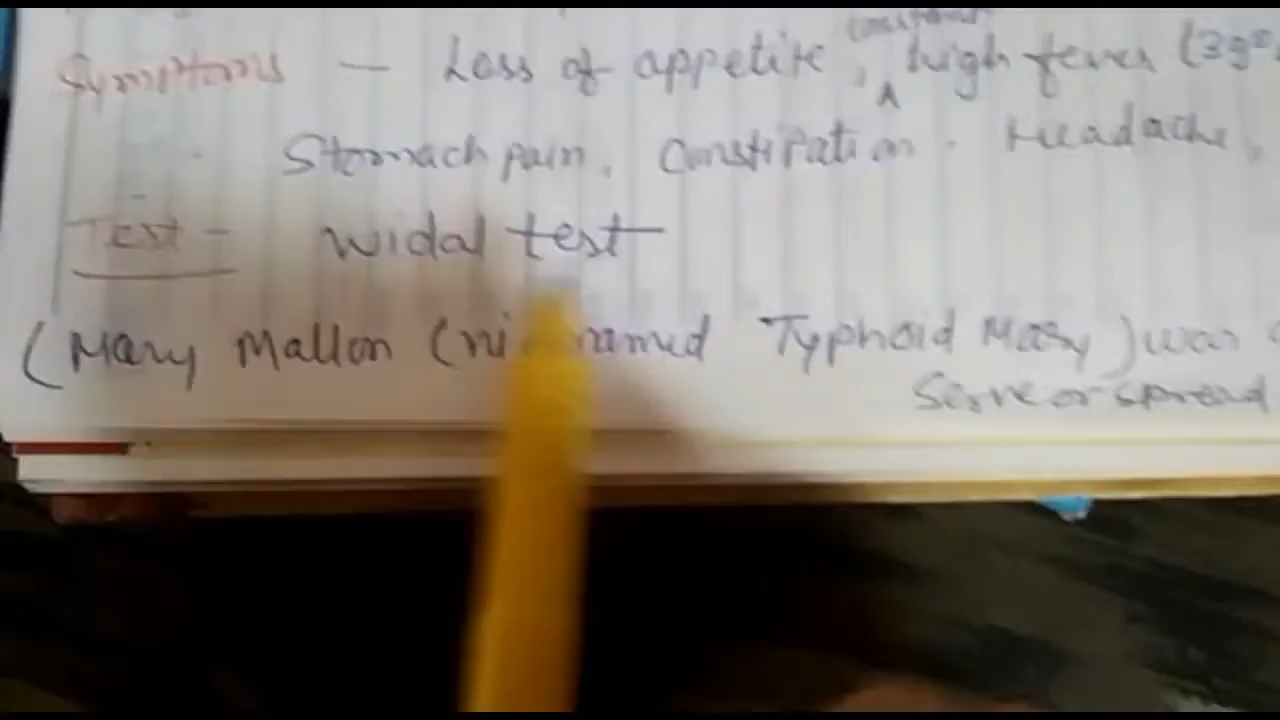 Symptoms — Loss of appetite, high fever (39°
Stomach pain, Constipation. Headache,
Test - Widal test
(Mary Mallon ( Typhoid Mary) was
Serve or spread